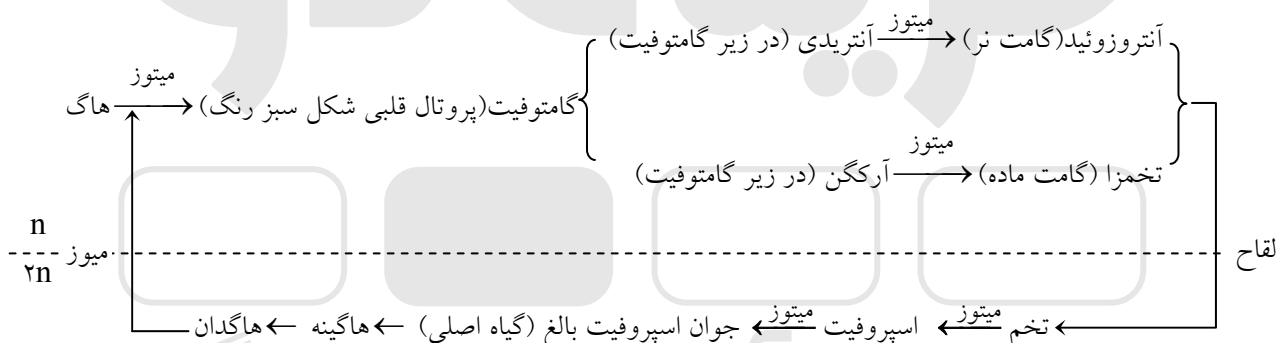 میتوز
آنتریدی (در زیر گامتوفیت) ⟶ آنتروزوئید(گامت نر)
میتوز
هاگ ⟶ گامتوفیت(پروتال قلبی شکل سبز رنگ)
میتوز
آرکگن (در زیر گامتوفیت) ⟶ تخمزا (گامت ماده)
n
میوز
لقاح
۲n
تخم میتوز ← اسپروفیت میتوز ← جوان اسپروفیت بالغ (گیاه اصلی) ← هاگینه ← هاگدان